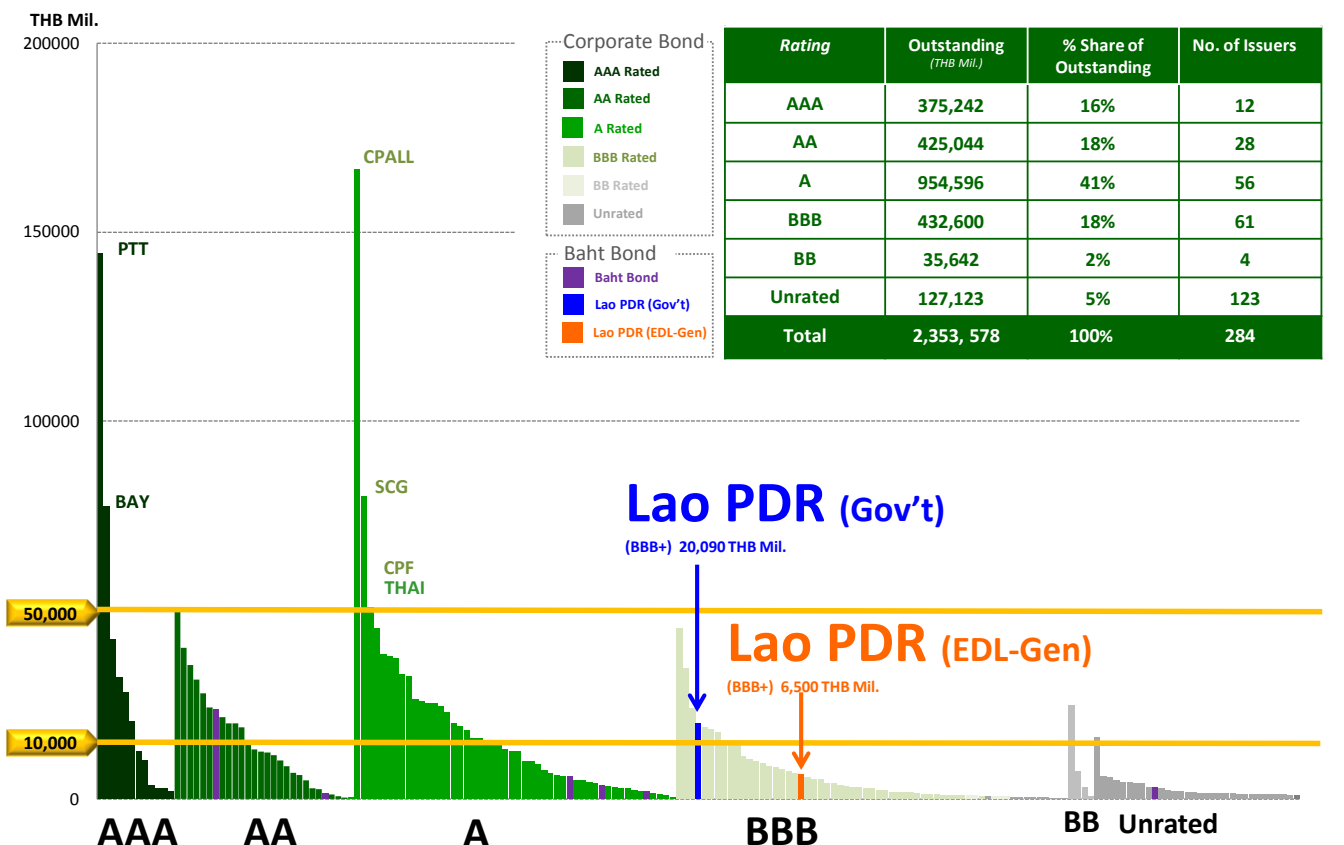 THB Mil.
200000
150000
100000
50,000
10,000
0
PTT
BAY
CPALL
SCG
CPF
THAI
Corporate Bond
AAA Rated
AA Rated
A Rated
BBB Rated
BB Rated
Unrated
Baht Bond
Baht Bond
Lao PDR (Gov't)
Lao PDR (EDL-Gen)
Rating Outstanding (THB Mil.) % Share of Outstanding No. of Issuers
AAA 375,242 16% 12
AA 425,044 18% 28
A 954,596 41% 56
BBB 432,600 18% 61
BB 35,642 2% 4
Unrated 127,123 5% 123
Total 2,353, 578 100% 284
Lao PDR (Gov't)
(BBB+) 20,090 THB Mil.
Lao PDR (EDL-Gen)
(BBB+) 6,500 THB Mil.
AAA AA A BBB BB Unrated